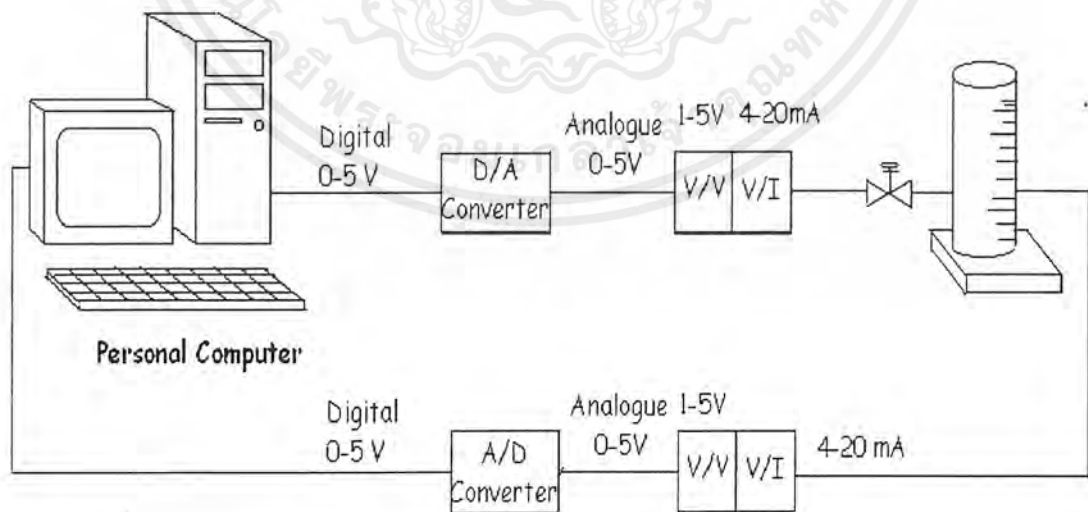 Digital
0-5 V
D/A
Converter
Analogue 1-5V 4-20mA
0-5V
V/V V/I
Personal Computer
Digital
0-5 V
A/D
Converter
Analogue 1-5V
0-5V
V/V V/I
4-20 mA